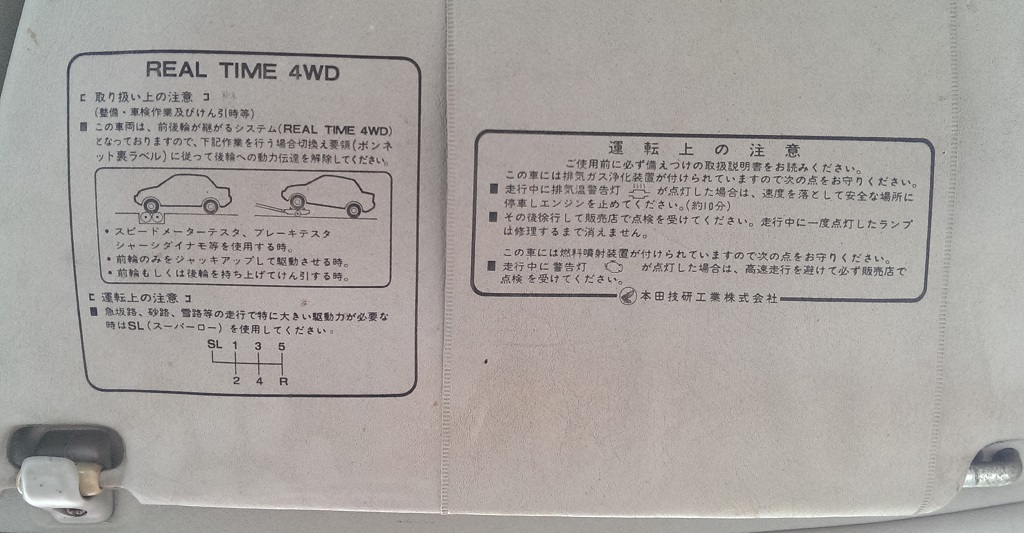 REAL TIME 4WD
［ 取り扱い上の注意 ］
(整備・車検作業及びけん引時等)
■ この車両は、前後輪が継がるシステム(REAL TIME 4WD)
となっておりますので、下記作業を行う場合切換え要領(ボンネ
ット裏ラベル)に従って後輪への動力伝達を解除してください。
• スピードメーターテスタ、ブレーキテスタ
シャーシダイナモ等を使用する時。
• 前輪のみをジャッキアップして駆動させる時。
• 前輪もしくは後輪を持ち上げてけん引する時。
［ 運転上の注意 ］
■ 急坂路、砂路、雪路等の走行で特に大きい駆動力が必要な
時はSL(スーパーロー) を使用してください。
SL 1 3 5
2 4 R
運転上の注意
ご使用前に必ず備えつけの取扱説明書をお読みください。
この車には排気ガス浄化装置が付けられていますので次の点をお守りください。
■ 走行中に排気温警告灯 が点灯した場合は、速度を落として安全な場所に
停車しエンジンを止めてください。(約10分)
■ その後徐行して販売店で点検を受けてください。走行中に一度点灯したランプ
は修理するまで消えません。
この車には燃料噴射装置が付けられていますので次の点をお守りください。
■ 走行中に警告灯 が点灯した場合は、高速走行を避けて必ず販売店で
点検を受けてください。
本田技研工業株式会社